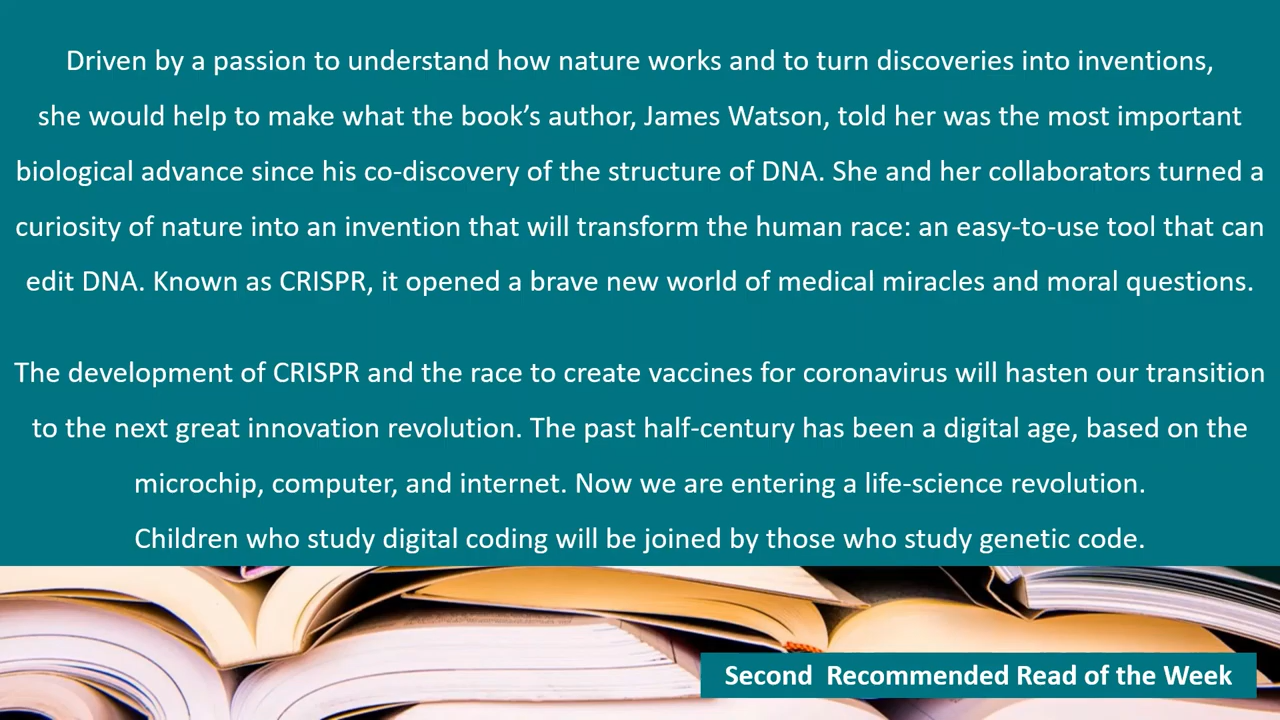 Driven by a passion to understand how nature works and to turn discoveries into inventions,
she would help to make what the book’s author, James Watson, told her was the most important
biological advance since his co-discovery of the structure of DNA. She and her collaborators turned a
curiosity of nature into an invention that will transform the human race: an easy-to-use tool that can
edit DNA. Known as CRISPR, it opened a brave new world of medical miracles and moral questions.
The development of CRISPR and the race to create vaccines for coronavirus will hasten our transition
to the next great innovation revolution. The past half-century has been a digital age, based on the
microchip, computer, and internet. Now we are entering a life-science revolution.
Children who study digital coding will be joined by those who study genetic code.
Second  Recommended Read of the Week